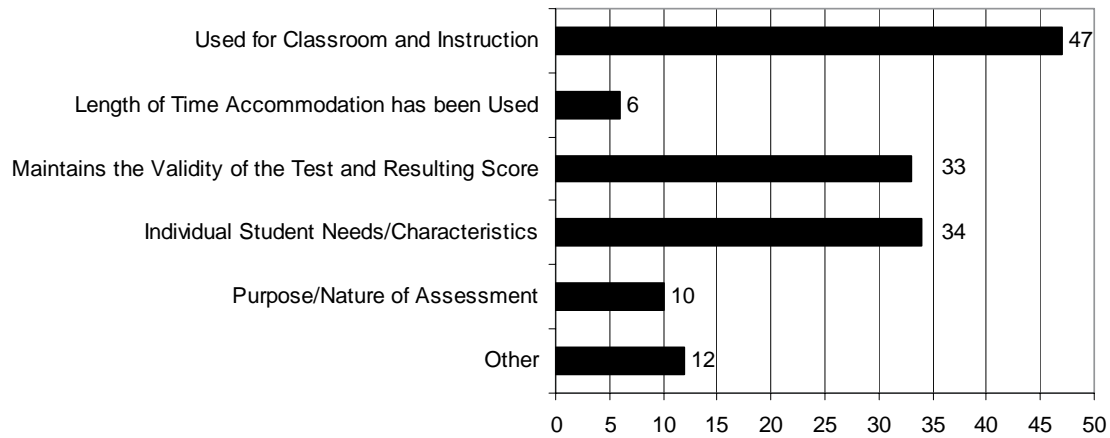 Used for Classroom and Instruction 47
Length of Time Accommodation has been Used 6
Maintains the Validity of the Test and Resulting Score 33
Individual Student Needs/Characteristics 34
Purpose/Nature of Assessment 10
Other 12
0 5 10 15 20 25 30 35 40 45 50